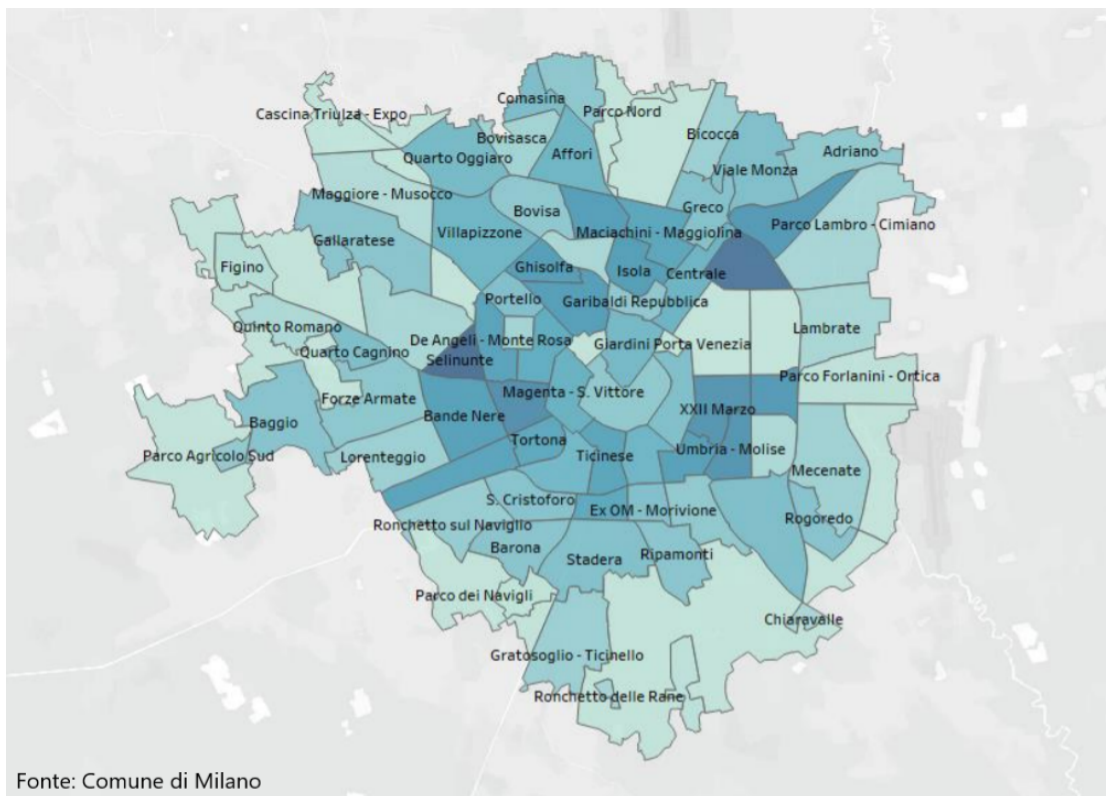 Comasina
Parco Nord
Cascina Triulza - Expo
Bovisasca
Bicocca
Quarto Oggiaro
Affori
Adriano
Viale Monza
Maggiore - Musocco
Greco
Bovisa
Parco Lambro - Cimiano
Villapizzone
Maciachini - Maggiolina
Gallaratese
Figino
Ghisolfa
Isola
Centrale
Portello
Garibaldi Repubblica
Quinto Romano
Lambrate
De Angeli - Monte Rosa
Giardini Porta Venezia
Quarto Cagnino
Selinunte
Parco Forlanini - Ortica
Magenta - S. Vittore
Forze Armate
XXII Marzo
Bande Nere
Baggio
Tortona
Umbria - Molise
Parco Agricolo Sud
Lorenteggio
Ticinese
Mecenate
S. Cristoforo
Ex OM - Morivione
Rogoredo
Ronchetto sul Naviglio
Barona
Stadera
Ripamonti
Parco dei Navigli
Chiaravalle
Gratosoglio - Ticinello
Ronchetto delle Rane
Fonte: Comune di Milano